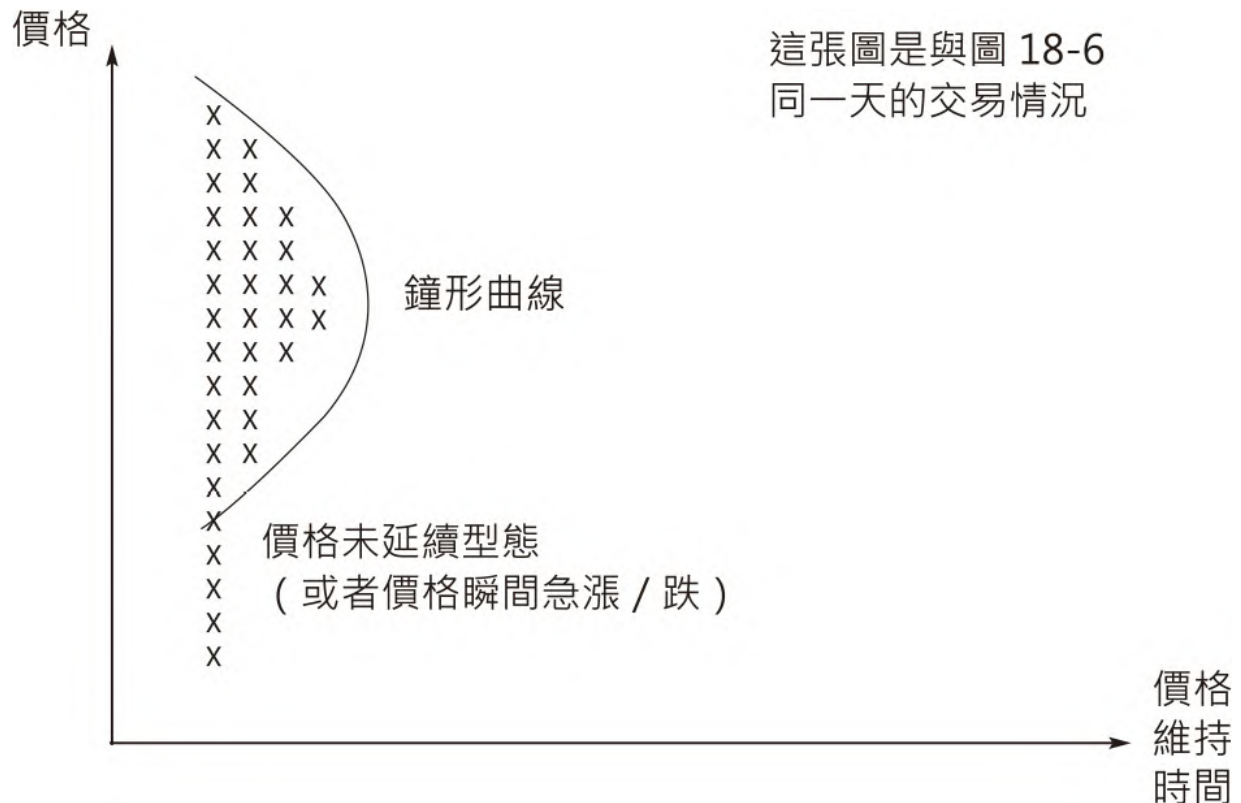 價格
這張圖是與圖 18-6
同一天的交易情況
X
X X
X X
X X X
X X X
X X X X
X X X X
X X X
X X
X X
X X
X
X
X
X
X
X
鐘形曲線
價格未延續型態
（或者價格瞬間急漲 / 跌）
價格
維持
時間